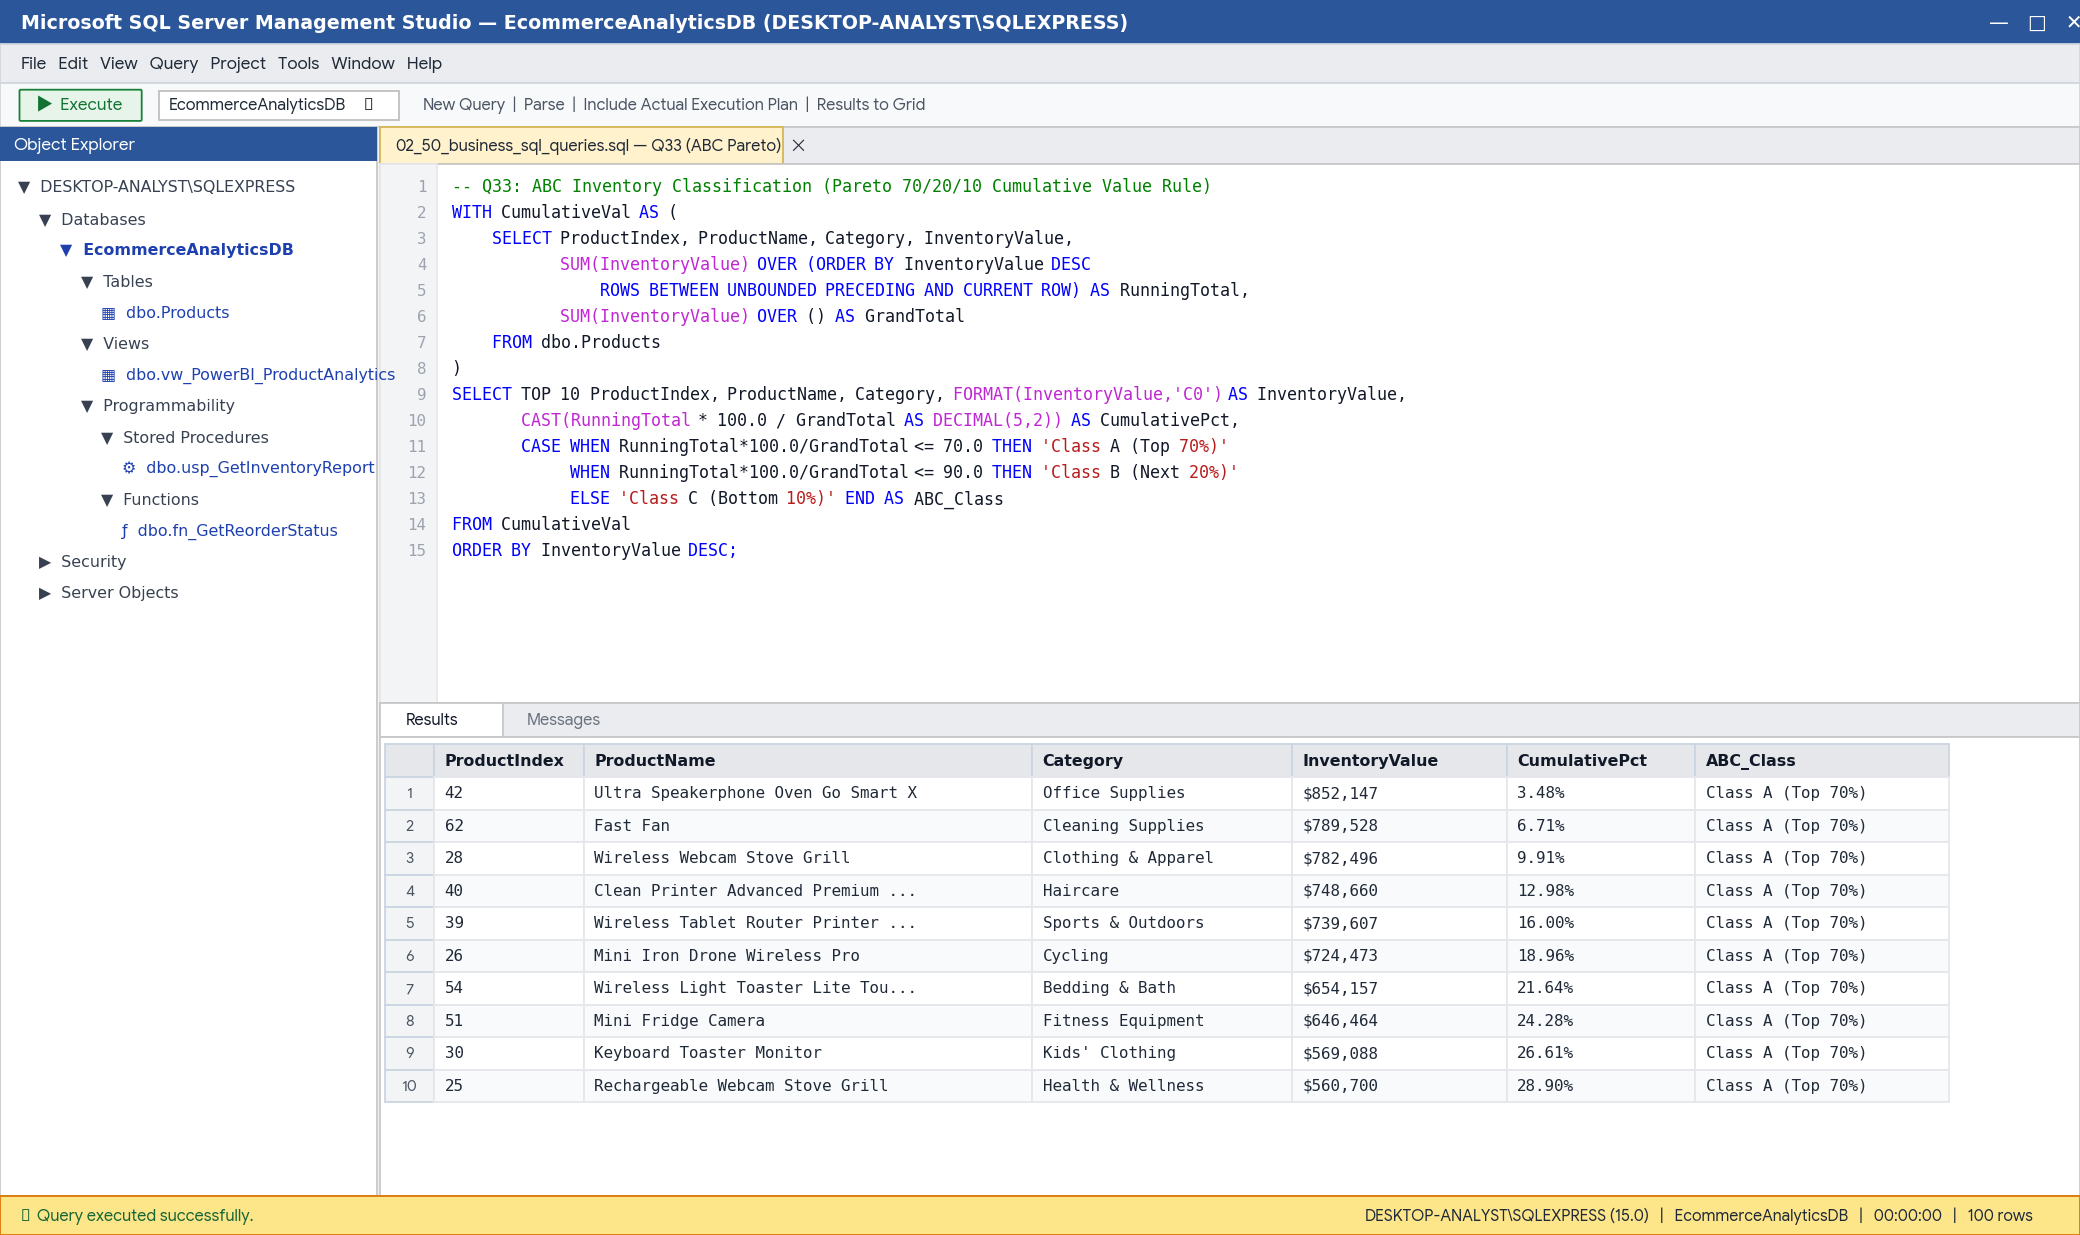 Microsoft SQL Server Management Studio — EcommerceAnalyticsDB (DESKTOP-ANALYST\SQLEXPRESS)
File Edit View Query Project Tools Window Help
▶ Execute EcommerceAnalyticsDB New Query | Parse | Include Actual Execution Plan | Results to Grid
Object Explorer
▼ DESKTOP-ANALYST\SQLEXPRESS
▼ Databases
▼ EcommerceAnalyticsDB
▼ Tables
▦ dbo.Products
▼ Views
▦ dbo.vw_PowerBI_ProductAnalytics
▼ Programmability
▼ Stored Procedures
⚙ dbo.usp_GetInventoryReport
▼ Functions
ƒ dbo.fn_GetReorderStatus
▶ Security
▶ Server Objects
02_50_business_sql_queries.sql — Q33 (ABC Pareto) ×
1 -- Q33: ABC Inventory Classification (Pareto 70/20/10 Cumulative Value Rule)
2 WITH CumulativeVal AS (
3 SELECT ProductIndex, ProductName, Category, InventoryValue,
4 SUM(InventoryValue) OVER (ORDER BY InventoryValue DESC
5 ROWS BETWEEN UNBOUNDED PRECEDING AND CURRENT ROW) AS RunningTotal,
6 SUM(InventoryValue) OVER () AS GrandTotal
7 FROM dbo.Products
8 )
9 SELECT TOP 10 ProductIndex, ProductName, Category, FORMAT(InventoryValue,'C0') AS InventoryValue,
10 CAST(RunningTotal * 100.0 / GrandTotal AS DECIMAL(5,2)) AS CumulativePct,
11 CASE WHEN RunningTotal*100.0/GrandTotal <= 70.0 THEN 'Class A (Top 70%)'
12 WHEN RunningTotal*100.0/GrandTotal <= 90.0 THEN 'Class B (Next 20%)'
13 ELSE 'Class C (Bottom 10%)' END AS ABC_Class
14 FROM CumulativeVal
15 ORDER BY InventoryValue DESC;
Results Messages
ProductIndex ProductName Category InventoryValue CumulativePct ABC_Class
1 42 Ultra Speakerphone Oven Go Smart X Office Supplies $852,147 3.48% Class A (Top 70%)
2 62 Fast Fan Cleaning Supplies $789,528 6.71% Class A (Top 70%)
3 28 Wireless Webcam Stove Grill Clothing & Apparel $782,496 9.91% Class A (Top 70%)
4 40 Clean Printer Advanced Premium ... Haircare $748,660 12.98% Class A (Top 70%)
5 39 Wireless Tablet Router Printer ... Sports & Outdoors $739,607 16.00% Class A (Top 70%)
6 26 Mini Iron Drone Wireless Pro Cycling $724,473 18.96% Class A (Top 70%)
7 54 Wireless Light Toaster Lite Tou... Bedding & Bath $654,157 21.64% Class A (Top 70%)
8 51 Mini Fridge Camera Fitness Equipment $646,464 24.28% Class A (Top 70%)
9 30 Keyboard Toaster Monitor Kids' Clothing $569,088 26.61% Class A (Top 70%)
10 25 Rechargeable Webcam Stove Grill Health & Wellness $560,700 28.90% Class A (Top 70%)
Query executed successfully. DESKTOP-ANALYST\SQLEXPRESS (15.0) | EcommerceAnalyticsDB | 00:00:00 | 100 rows